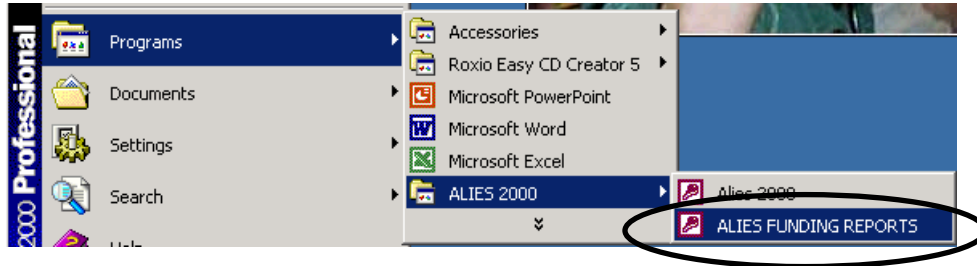 2000 Professional
Programs
Documents
Settings
Search
Help
Accessories
Roxio Easy CD Creator 5
Microsoft PowerPoint
Microsoft Word
Microsoft Excel
ALIES 2000
Alies 2000
ALIES FUNDING REPORTS